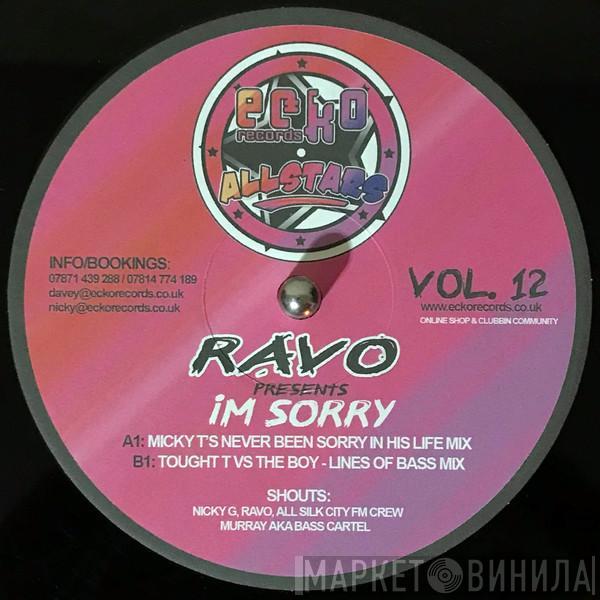 ecko
records
ALLSTARS
INFO/BOOKINGS:
07871 439 288 / 07814 774 189
davey@eckorecords.co.uk
nicky@eckorecords.co.uk
VOL. 12
www.eckorecords.co.uk
ONLINE SHOP & CLUBBIN COMMUNITY
RAVO
PRESENTS
iM SORRY
A1: MICKY T'S NEVER BEEN SORRY IN HIS LIFE MIX
B1: TOUGHT T VS THE BOY - LINES OF BASS MIX
SHOUTS:
NICKY G, RAVO, ALL SILK CITY FM CREW
MURRAY AKA BASS CARTEL
МАРКЕТ ВИНИЛА